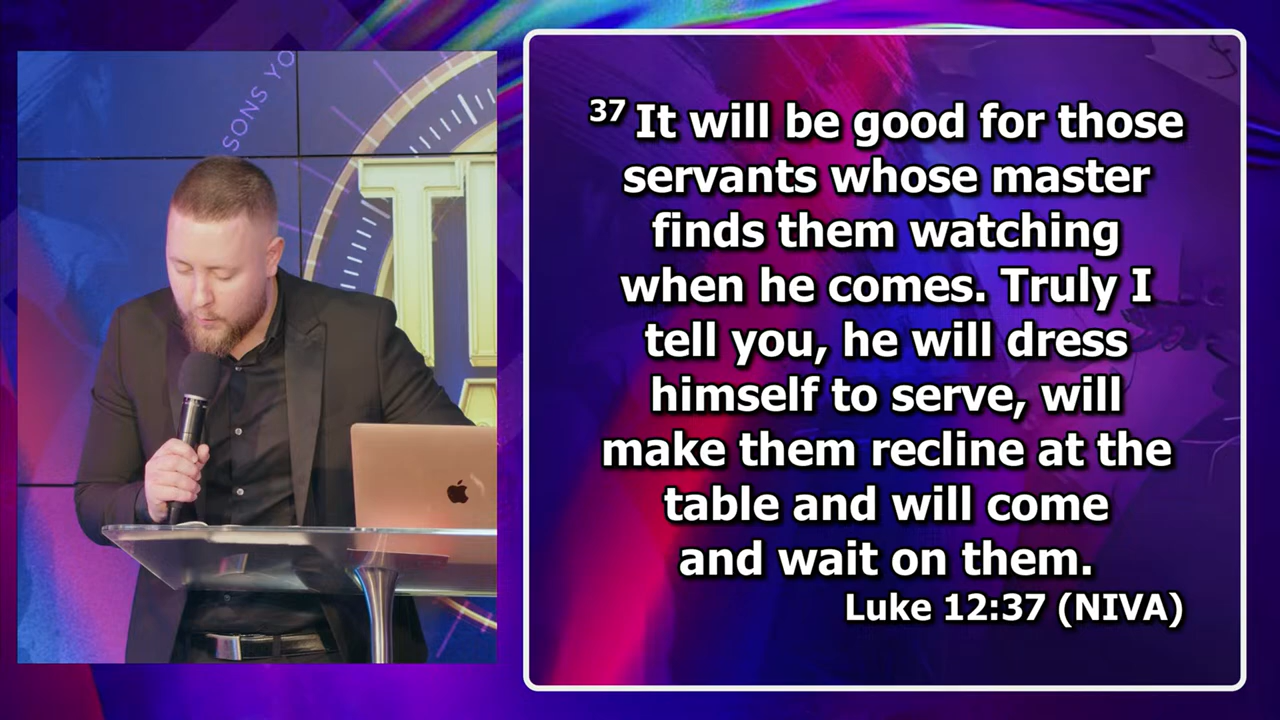 SONS YO
37 It will be good for those
servants whose master
finds them watching
when he comes. Truly I
tell you, he will dress
himself to serve, will
make them recline at the
table and will come
and wait on them.
Luke 12:37 (NIVA)